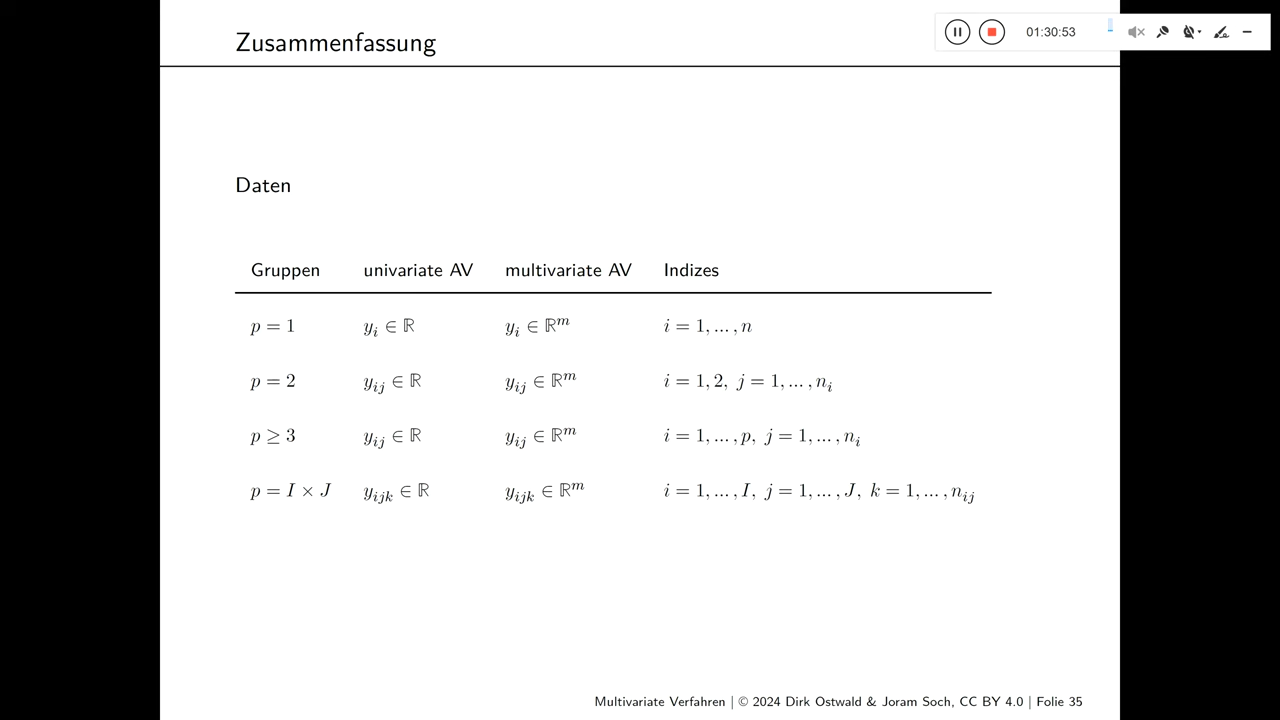 Zusammenfassung
01:30:53
Daten
Gruppen univariate AV multivariate AV Indizes
p = 1 y_i ∈ ℝ y_i ∈ ℝ^m i = 1, ... , n
p = 2 y_ij ∈ ℝ y_ij ∈ ℝ^m i = 1, 2, j = 1, ... , n_i
p ≥ 3 y_ij ∈ ℝ y_ij ∈ ℝ^m i = 1, ... , p, j = 1, ... , n_i
p = I × J y_ijk ∈ ℝ y_ijk ∈ ℝ^m i = 1, ... , I, j = 1, ... , J, k = 1, ... , n_ij
Multivariate Verfahren | © 2024 Dirk Ostwald & Joram Soch, CC BY 4.0 | Folie 35